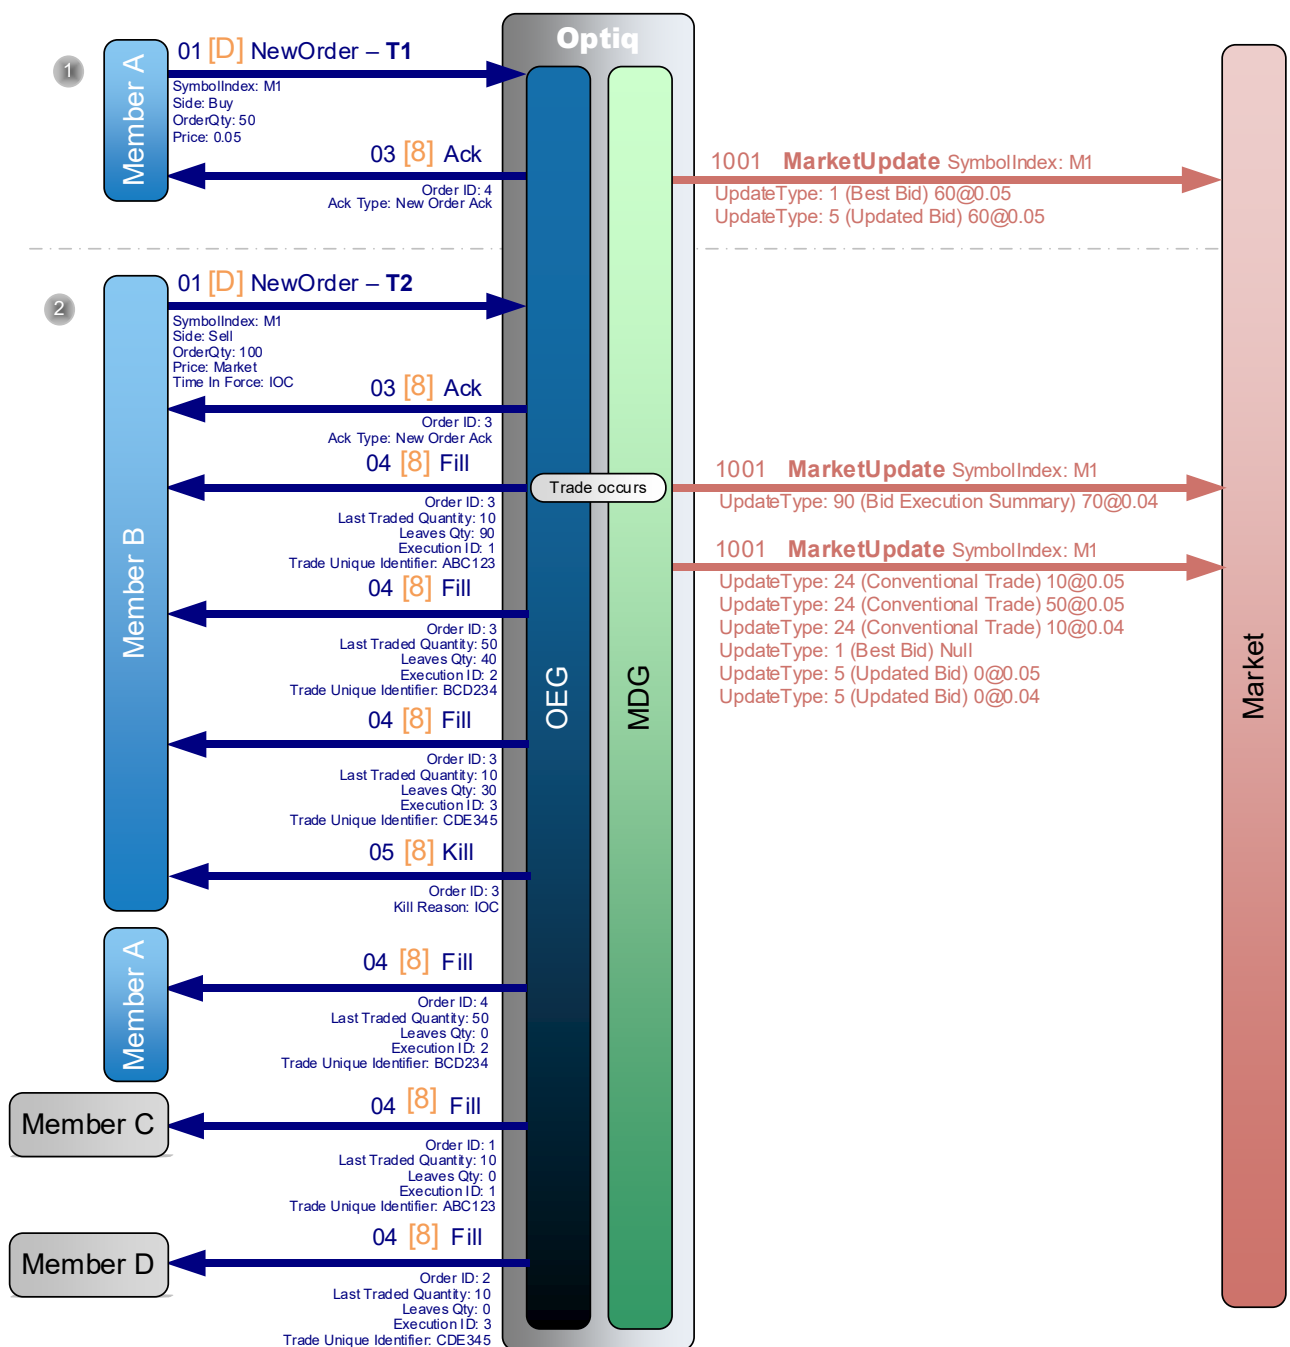 Optiq
1
Member A
01 [D] NewOrder – T1
SymbolIndex: M1
Side: Buy
OrderQty: 50
Price: 0.05
03 [8] Ack
Order ID: 4
Ack Type: New Order Ack
1001 MarketUpdate SymbolIndex: M1
UpdateType: 1 (Best Bid) 60@0.05
UpdateType: 5 (Updated Bid) 60@0.05
2
Member B
01 [D] NewOrder – T2
SymbolIndex: M1
Side: Sell
OrderQty: 100
Price: Market
Time In Force: IOC
03 [8] Ack
Order ID: 3
Ack Type: New Order Ack
04 [8] Fill
Order ID: 3
Last Traded Quantity: 10
Leaves Qty: 90
Execution ID: 1
Trade Unique Identifier: ABC123
Trade occurs
1001 MarketUpdate SymbolIndex: M1
UpdateType: 90 (Bid Execution Summary) 70@0.04
1001 MarketUpdate SymbolIndex: M1
UpdateType: 24 (Conventional Trade) 10@0.05
UpdateType: 24 (Conventional Trade) 50@0.05
UpdateType: 24 (Conventional Trade) 10@0.04
UpdateType: 1 (Best Bid) Null
UpdateType: 5 (Updated Bid) 0@0.05
UpdateType: 5 (Updated Bid) 0@0.04
04 [8] Fill
Order ID: 3
Last Traded Quantity: 50
Leaves Qty: 40
Execution ID: 2
Trade Unique Identifier: BCD234
OEG
MDG
Market
04 [8] Fill
Order ID: 3
Last Traded Quantity: 10
Leaves Qty: 30
Execution ID: 3
Trade Unique Identifier: CDE345
05 [8] Kill
Order ID: 3
Kill Reason: IOC
Member A
04 [8] Fill
Order ID: 4
Last Traded Quantity: 50
Leaves Qty: 0
Execution ID: 2
Trade Unique Identifier: BCD234
Member C
04 [8] Fill
Order ID: 1
Last Traded Quantity: 10
Leaves Qty: 0
Execution ID: 1
Trade Unique Identifier: ABC123
Member D
04 [8] Fill
Order ID: 2
Last Traded Quantity: 10
Leaves Qty: 0
Execution ID: 3
Trade Unique Identifier: CDE345